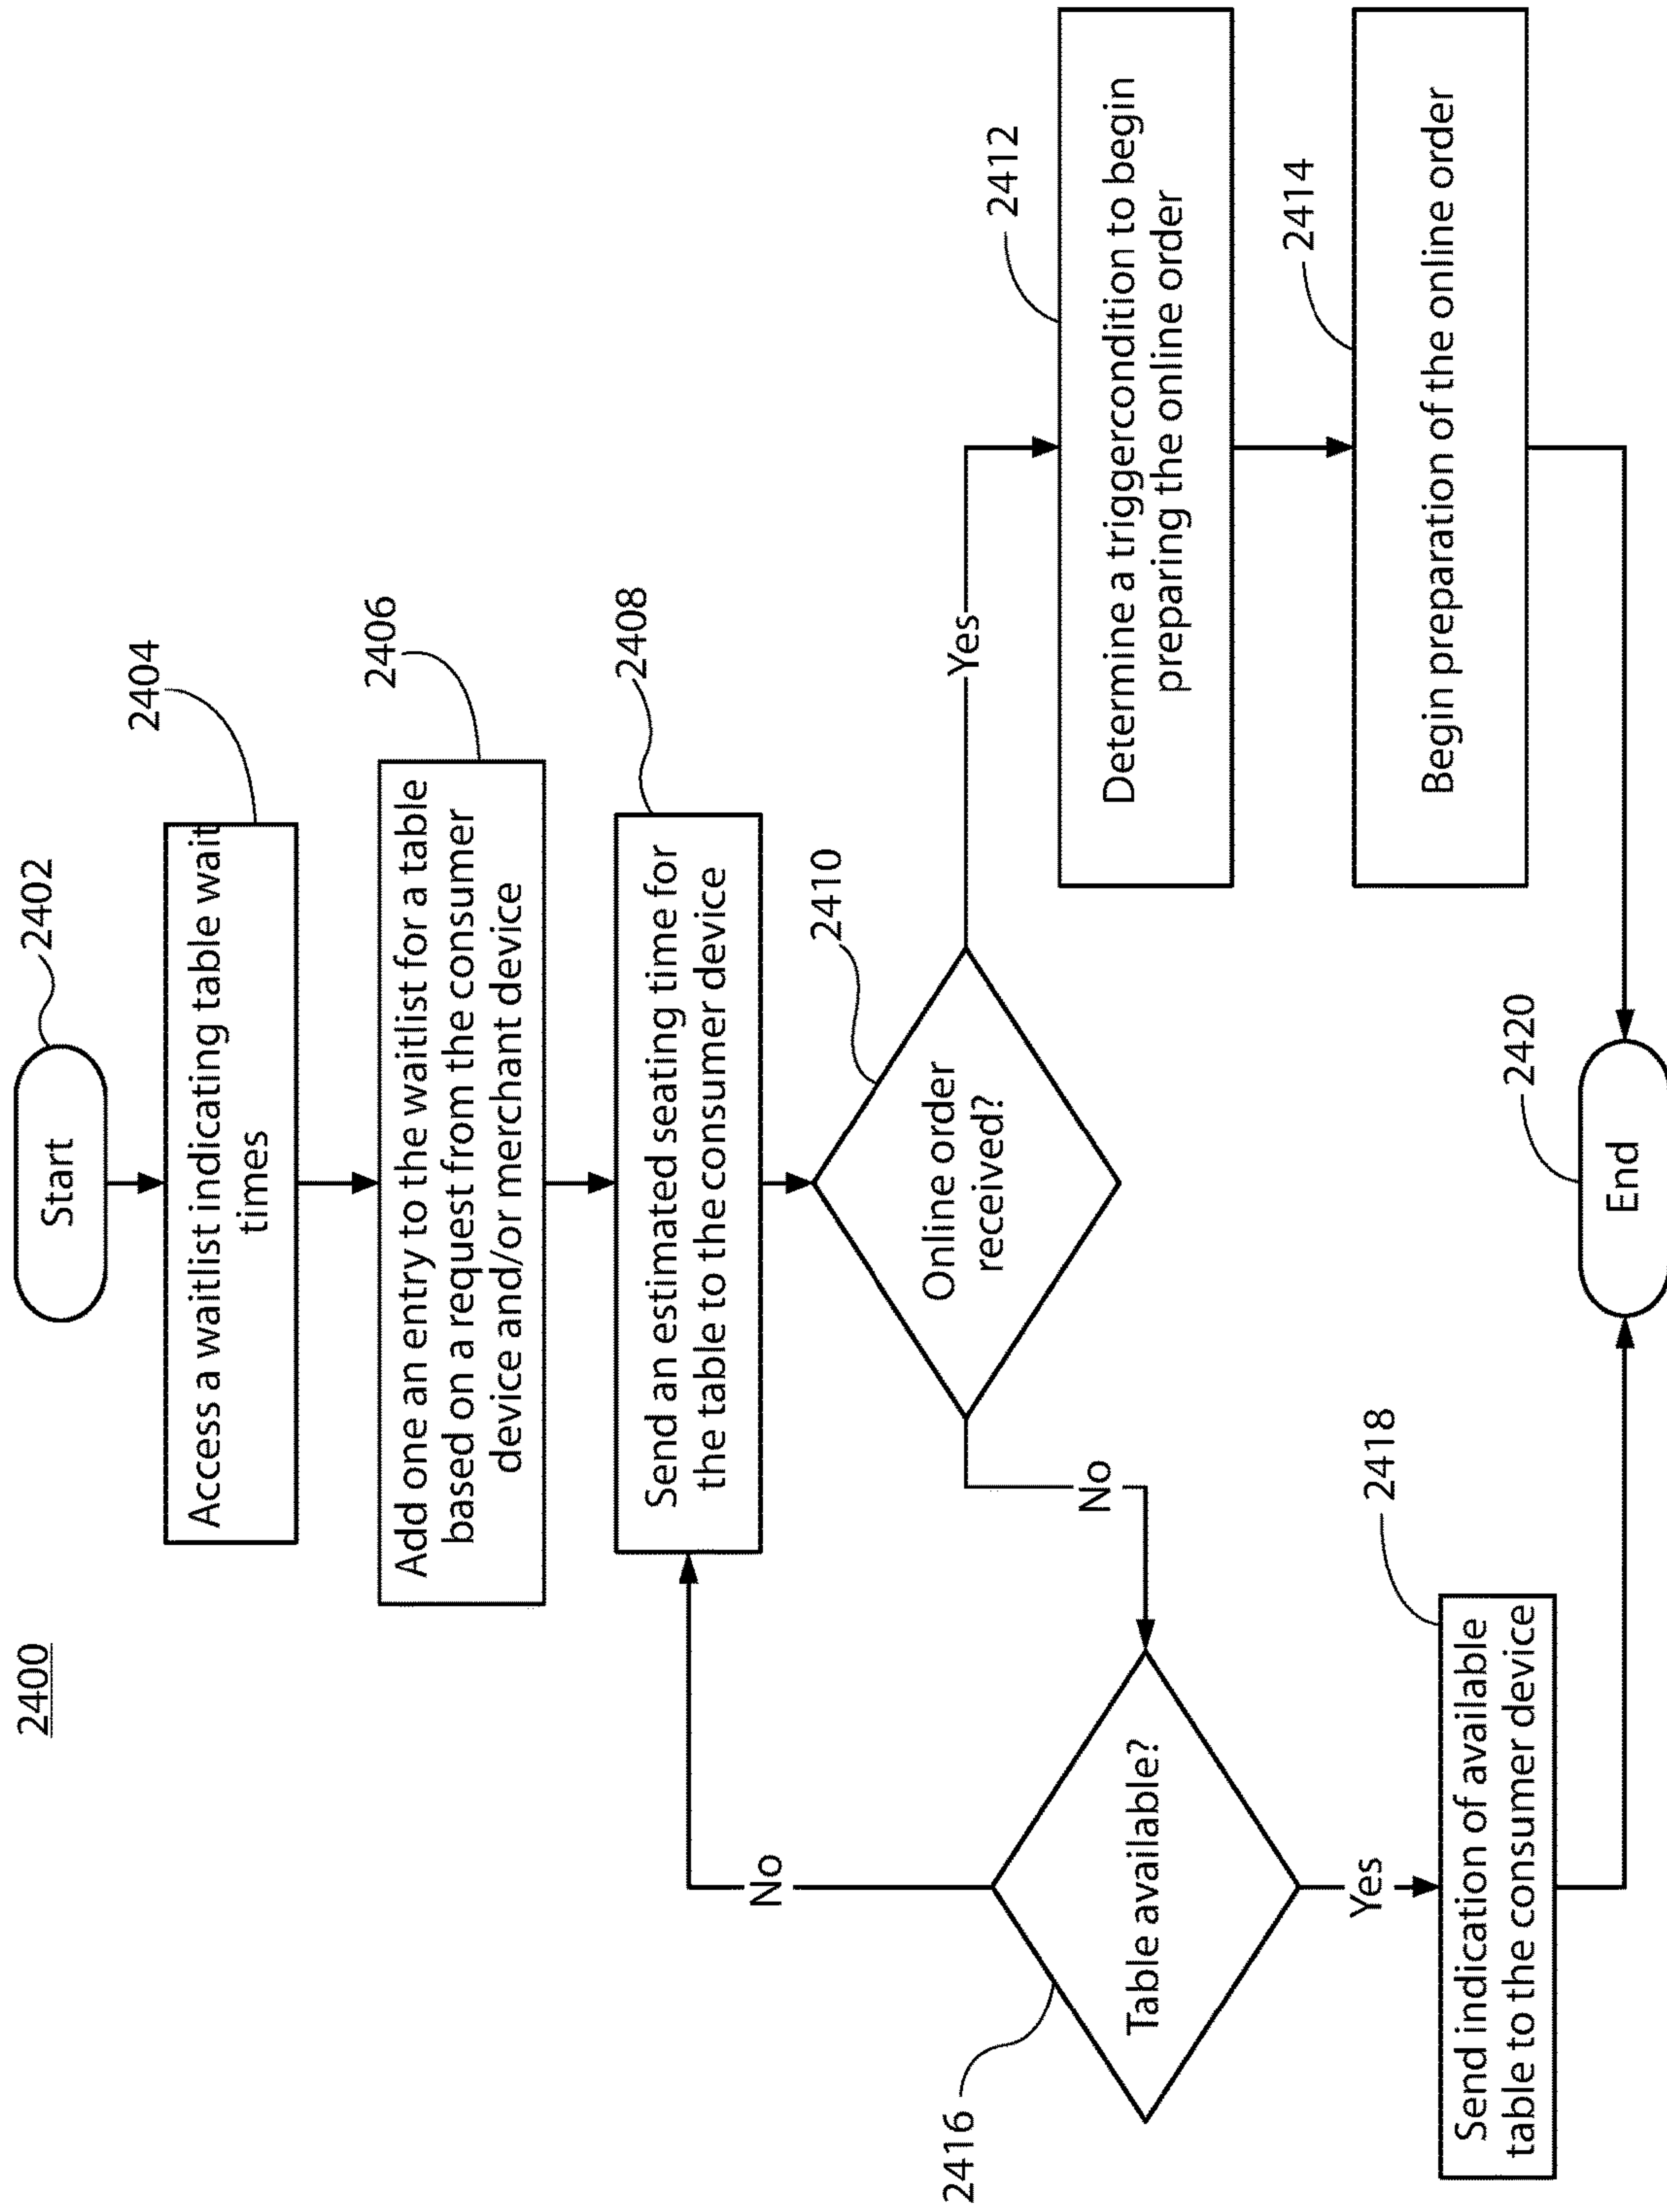 2400
Start
2402
Access a waitlist indicating table wait
times
2404
Add one an entry to the waitlist for a table
based on a request from the consumer
device and/or merchant device
2406
Send an estimated seating time for
the table to the consumer device
2408
Online order
received?
2410
Yes
No
Determine a triggercondition to begin
preparing the online order
2412
Begin preparation of the online order
2414
Table available?
2416
No
Yes
Send indication of available
table to the consumer device
2418
End
2420